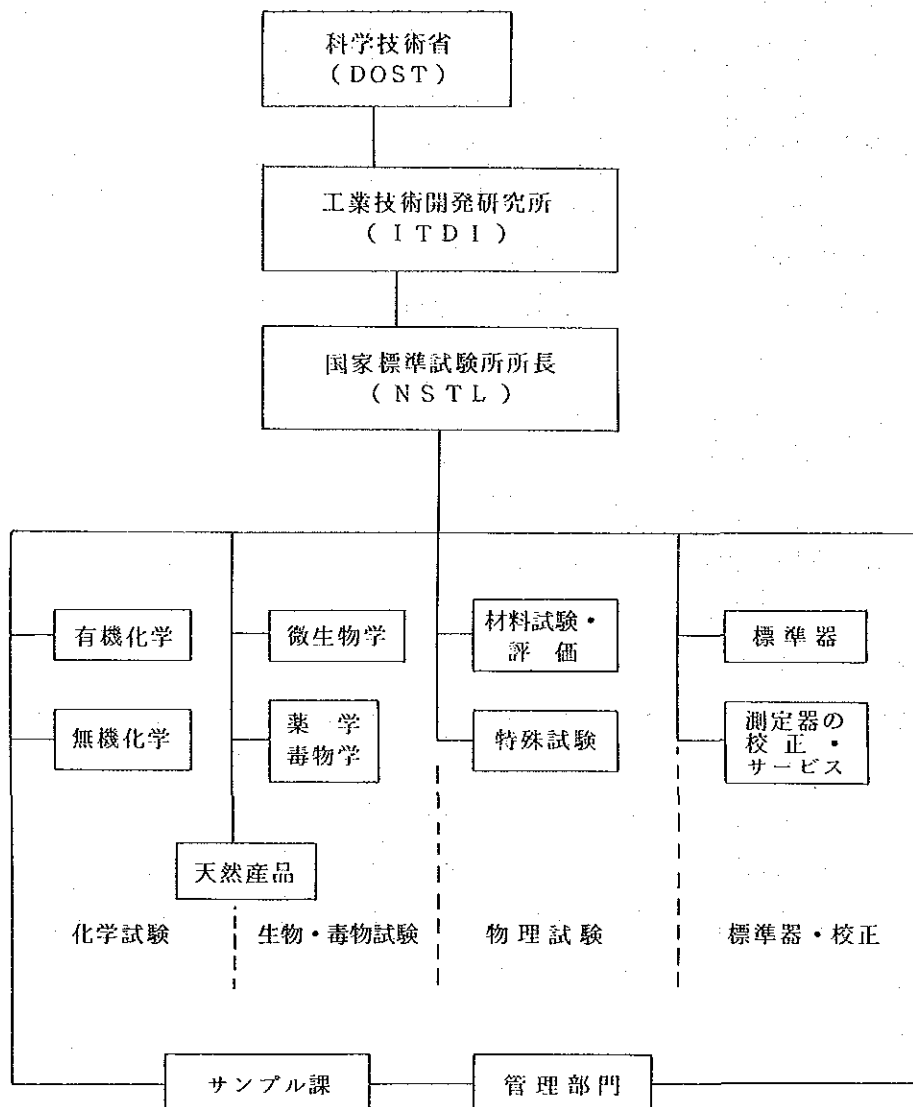 科学技術省
(DOST)
工業技術開発研究所
(ITDI)
国家標準試験所所長
(NSTL)
有機化学
微生物学
材料試験・
評価
標準器
無機化学
薬学
毒物学
特殊試験
測定器の
校正・
サービス
天然産品
化学試験
生物・毒物試験
物理試験
標準器・校正
サンプル課
管理部門